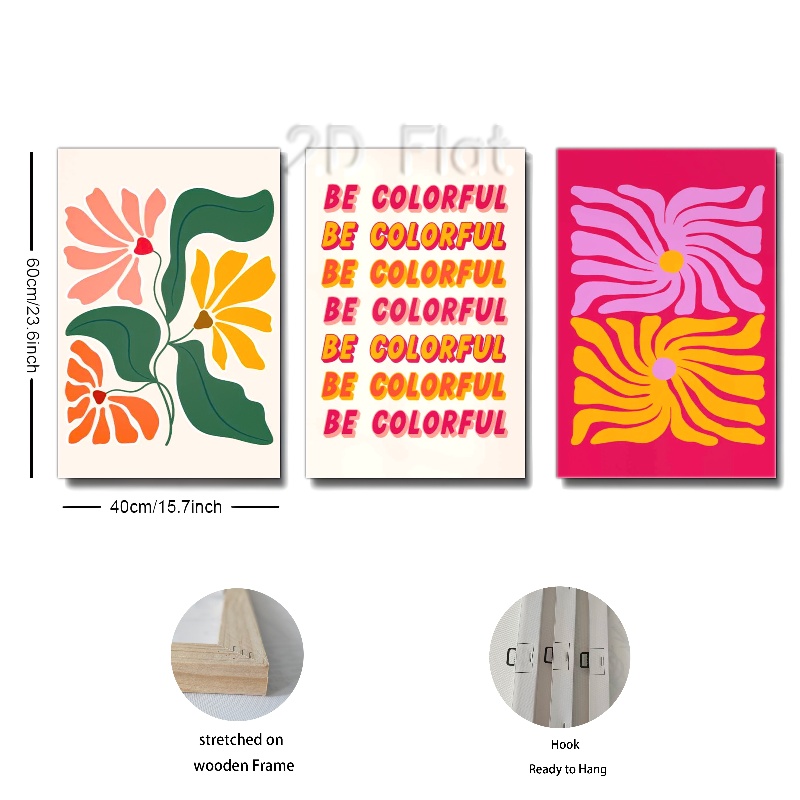 2D Flat
BE COLORFUL
BE COLORFUL
BE COLORFUL
BE COLORFUL
BE COLORFUL
BE COLORFUL
BE COLORFUL
60cm/23.6inch
40cm/15.7inch
stretched on
wooden Frame
Hook
Ready to Hang